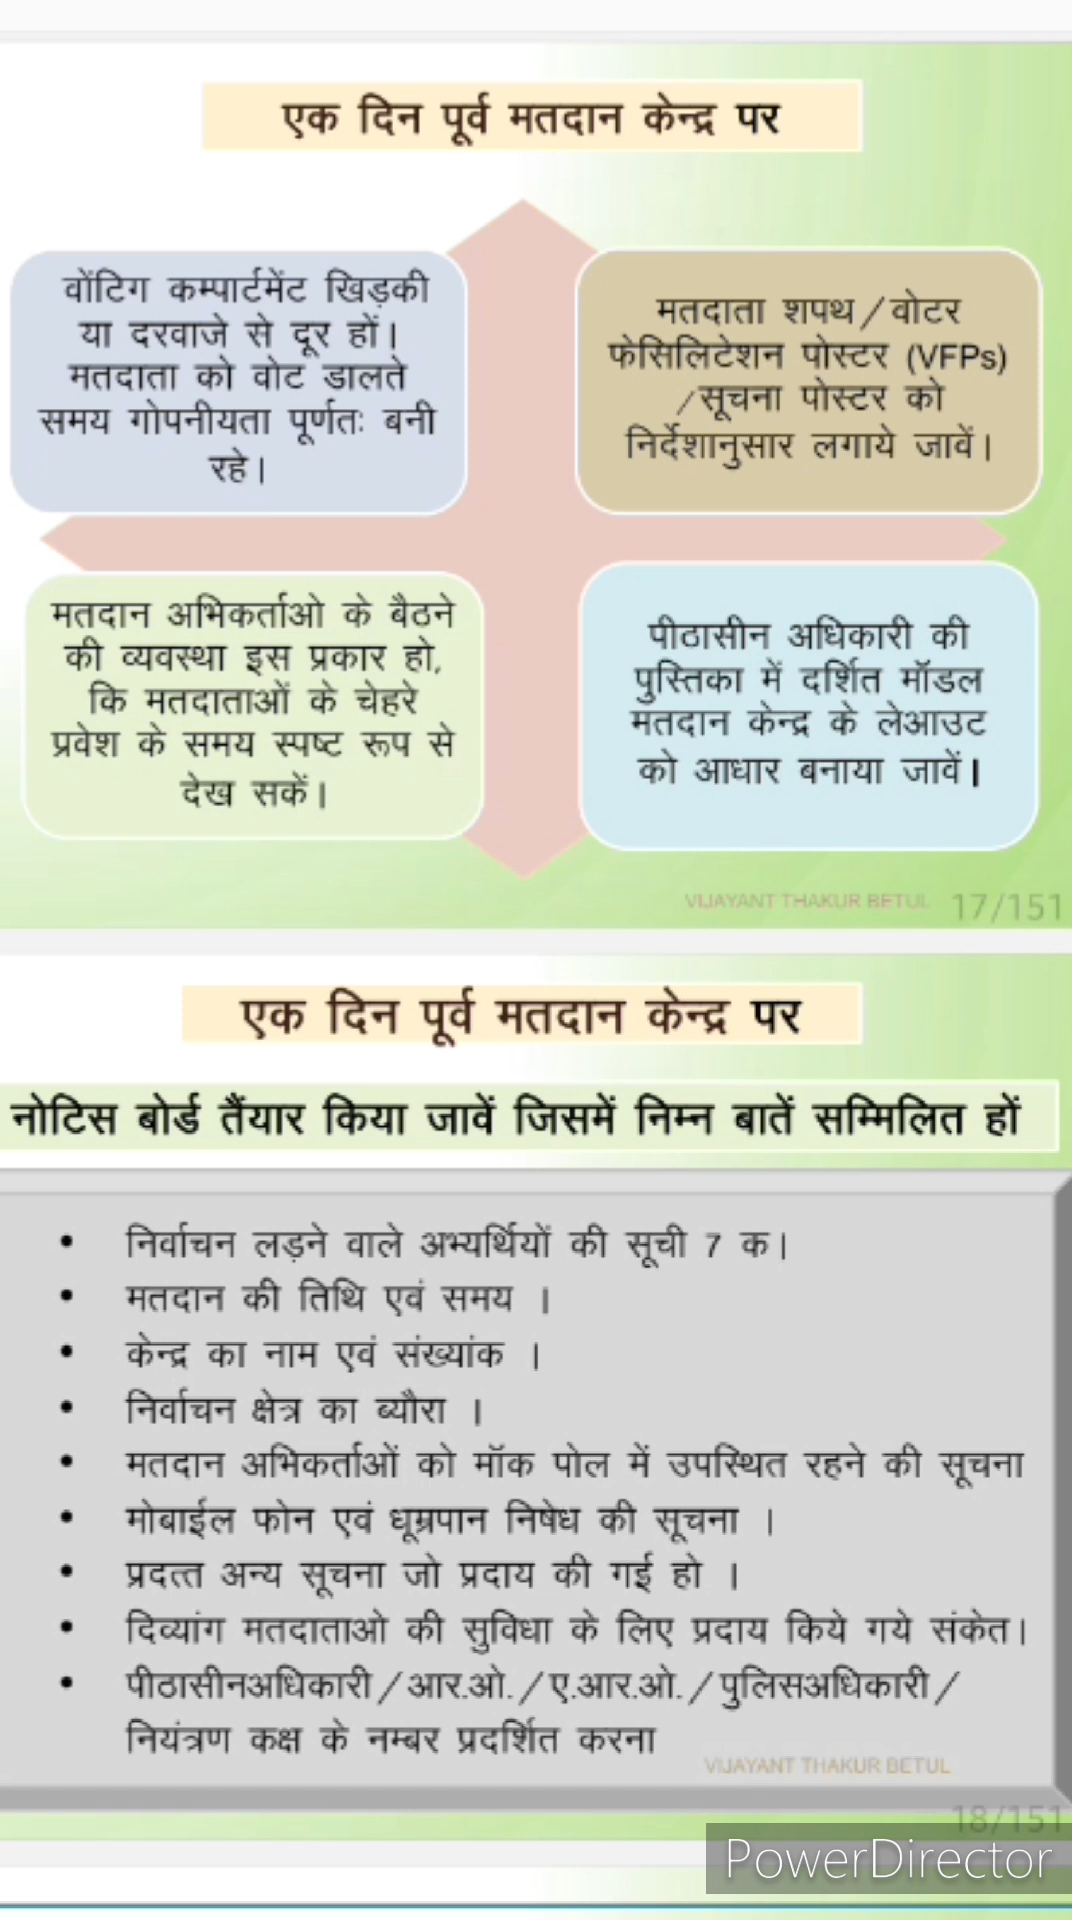 एक दिन पूर्व मतदान केन्द्र पर
वोंटिग कम्पार्टमेंट खिड़की
या दरवाजे से दूर हों।
मतदाता को वोट डालते
समय गोपनीयता पूर्णतः बनी
रहे।
मतदाता शपथ/वोटर
फेसिलिटेशन पोस्टर (VFPs)
/सूचना पोस्टर को
निर्देशानुसार लगाये जावें।
मतदान अभिकर्ताओ के बैठने
की व्यवस्था इस प्रकार हो,
कि मतदाताओं के चेहरे
प्रवेश के समय स्पष्ट रूप से
देख सकें।
पीठासीन अधिकारी की
पुस्तिका में दर्शित मॉडल
मतदान केन्द्र के लेआउट
को आधार बनाया जावें।
VIJAYANT THAKUR BETUL 17/151
एक दिन पूर्व मतदान केन्द्र पर
नोटिस बोर्ड तैंयार किया जावें जिसमें निम्न बातें सम्मिलित हों
• निर्वाचन लड़ने वाले अभ्यर्थियों की सूची 7 क।
• मतदान की तिथि एवं समय ।
• केन्द्र का नाम एवं संख्यांक ।
• निर्वाचन क्षेत्र का ब्यौरा ।
• मतदान अभिकर्ताओं को मॉक पोल में उपस्थित रहने की सूचना
• मोबाईल फोन एवं धूम्रपान निषेध की सूचना ।
• प्रदत्त अन्य सूचना जो प्रदाय की गई हो ।
• दिव्यांग मतदाताओ की सुविधा के लिए प्रदाय किये गये संकेत।
• पीठासीनअधिकारी/आर.ओ./ए.आर.ओ./पुलिसअधिकारी/
नियंत्रण कक्ष के नम्बर प्रदर्शित करना
VIJAYANT THAKUR BETUL
18/151
PowerDirector